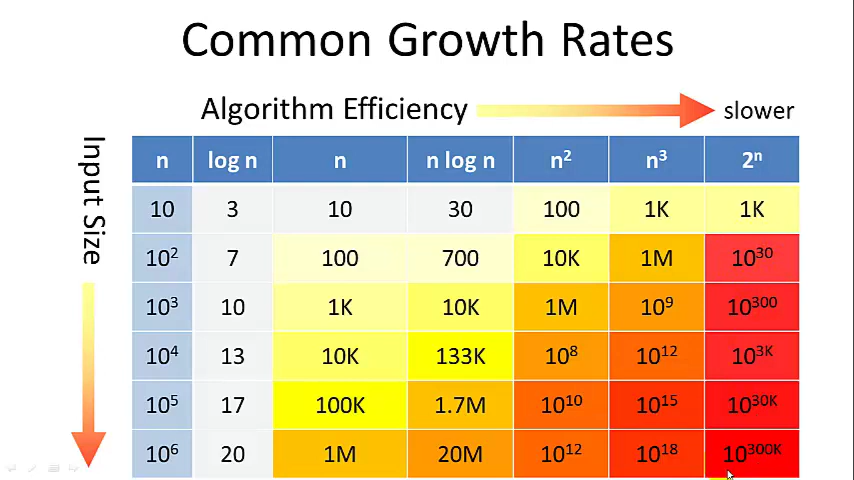 Common Growth Rates
Algorithm Efficiency slower
Input Size
n log n n n log n n² n³ 2ⁿ
10 3 10 30 100 1K 1K
10² 7 100 700 10K 1M 10³⁰
10³ 10 1K 10K 1M 10⁹ 10³⁰⁰
10⁴ 13 10K 133K 10⁸ 10¹² 10³ᴷ
10⁵ 17 100K 1.7M 10¹⁰ 10¹⁵ 10³⁰ᴷ
10⁶ 20 1M 20M 10¹² 10¹⁸ 10³⁰⁰ᴷ